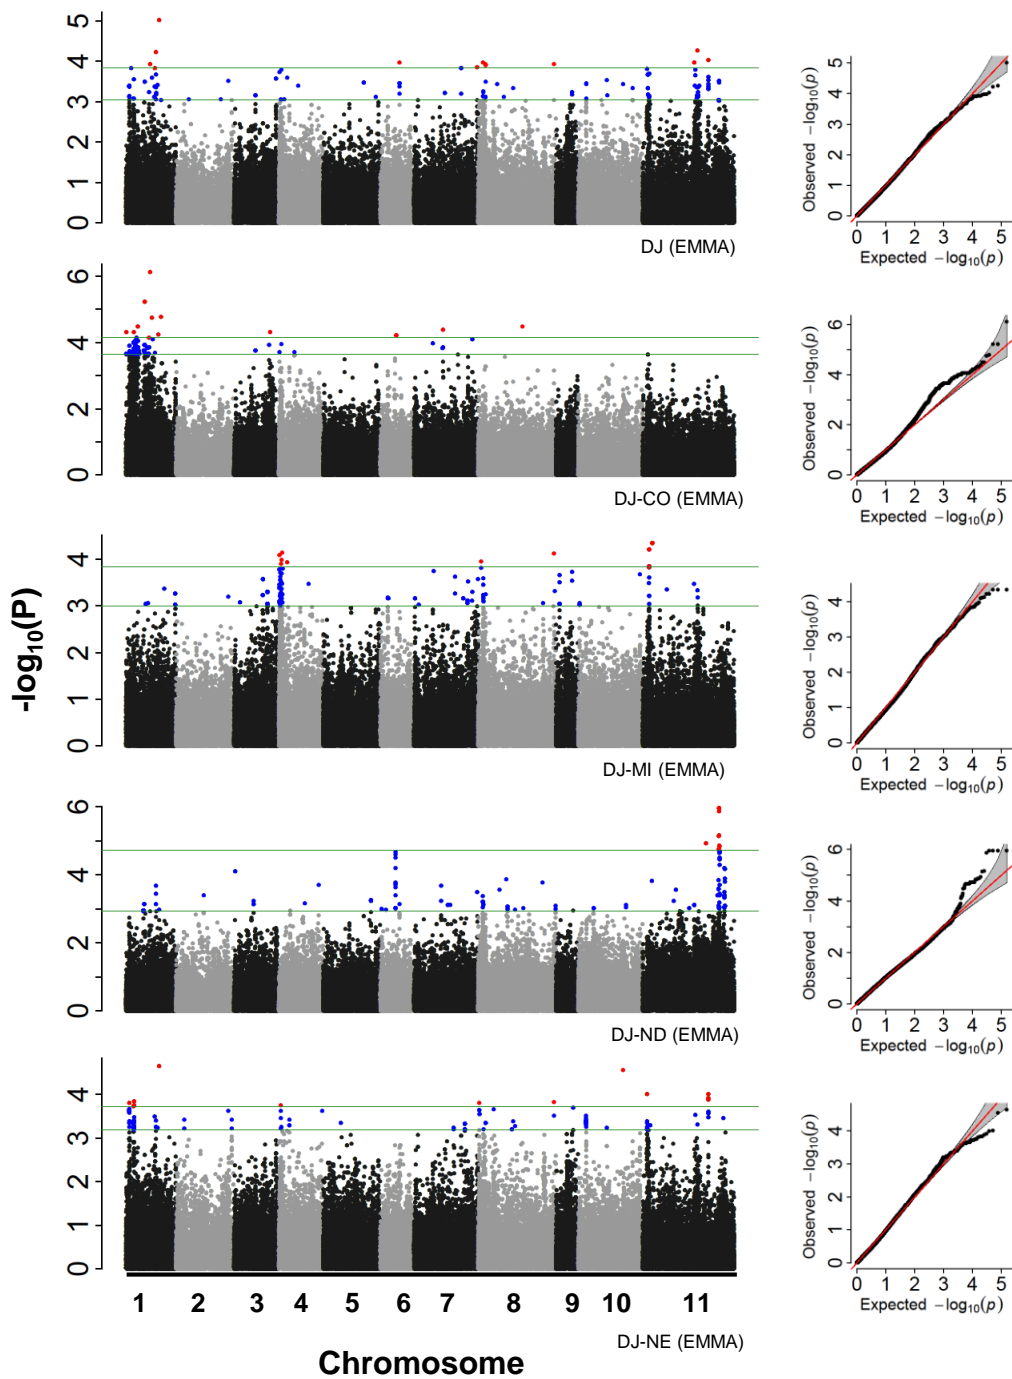 5
4
3
2
1
0
DJ (EMMA)
5
4
3
2
1
0
Observed −log10(p)
0 1 2 3 4 5
Expected −log10(p)
6
4
2
0
DJ-CO (EMMA)
6
4
2
0
Observed −log10(p)
0 1 2 3 4 5
Expected −log10(p)
-log10(P)
4
3
2
1
0
DJ-MI (EMMA)
4
3
2
1
0
Observed −log10(p)
0 1 2 3 4 5
Expected −log10(p)
6
4
2
1
0
DJ-ND (EMMA)
6
4
2
0
Observed −log10(p)
0 1 2 3 4 5
Expected −log10(p)
4
3
2
1
0
1 2 3 4 5 6 7 8 9 10 11
DJ-NE (EMMA)
Chromosome
4
3
2
1
0
Observed −log10(p)
0 1 2 3 4 5
Expected −log10(p)